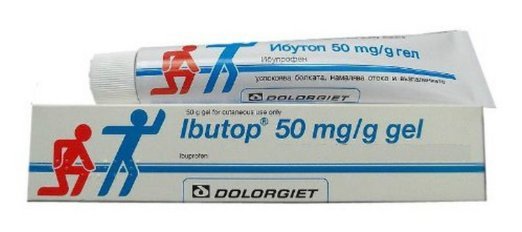 Ибутоп 50 mg/g гел
Ибупрофен
успокоява болката, намалява отока и възпалението
DOLORGIET
50 g gel for cutaneous use only
Ibutop® 50 mg/g gel
Ibuprofen
DOLORGIET